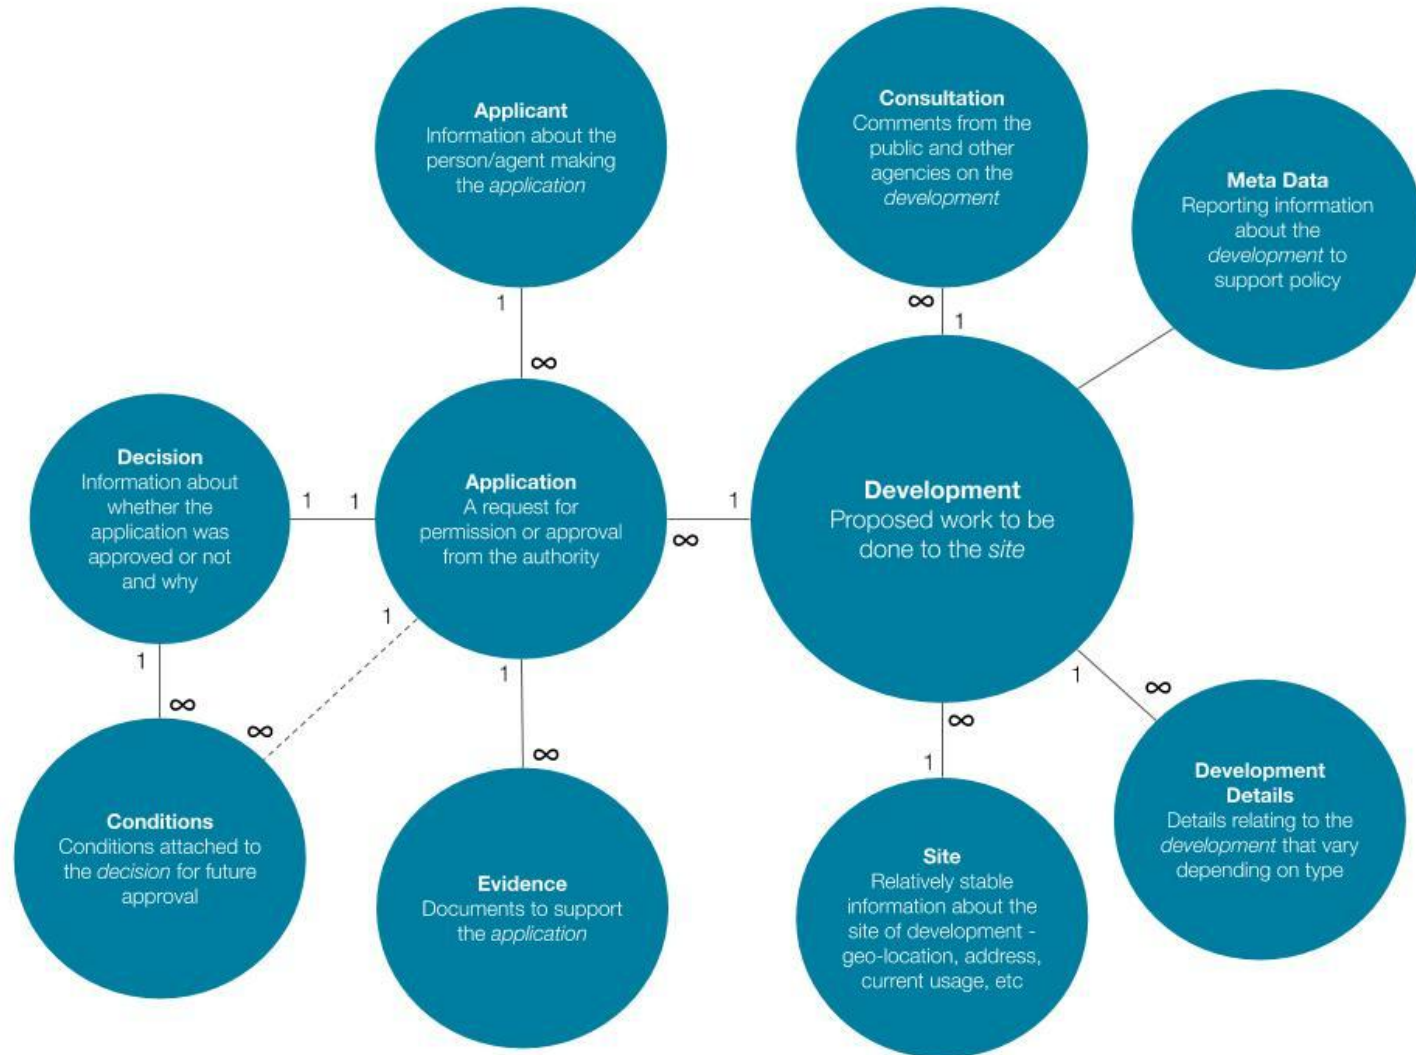 Applicant
Information about the
person/agent making
the application
1
∞
Consultation
Comments from the
public and other
agencies on the
development
∞
1
Meta Data
Reporting information
about the
development to
support policy
Decision
Information about
whether the
application was
approved or not
and why
1
1
Application
A request for
permission or approval
from the authority
1
∞
Development
Proposed work to be
done to the site
1
∞
1
∞
1
1
∞
∞
1
1
∞
Conditions
Conditions attached to
the decision for future
approval
Evidence
Documents to support
the application
Site
Relatively stable
information about the
site of development -
geo-location, address,
current usage, etc
Development
Details
Details relating to the
development that vary
depending on type